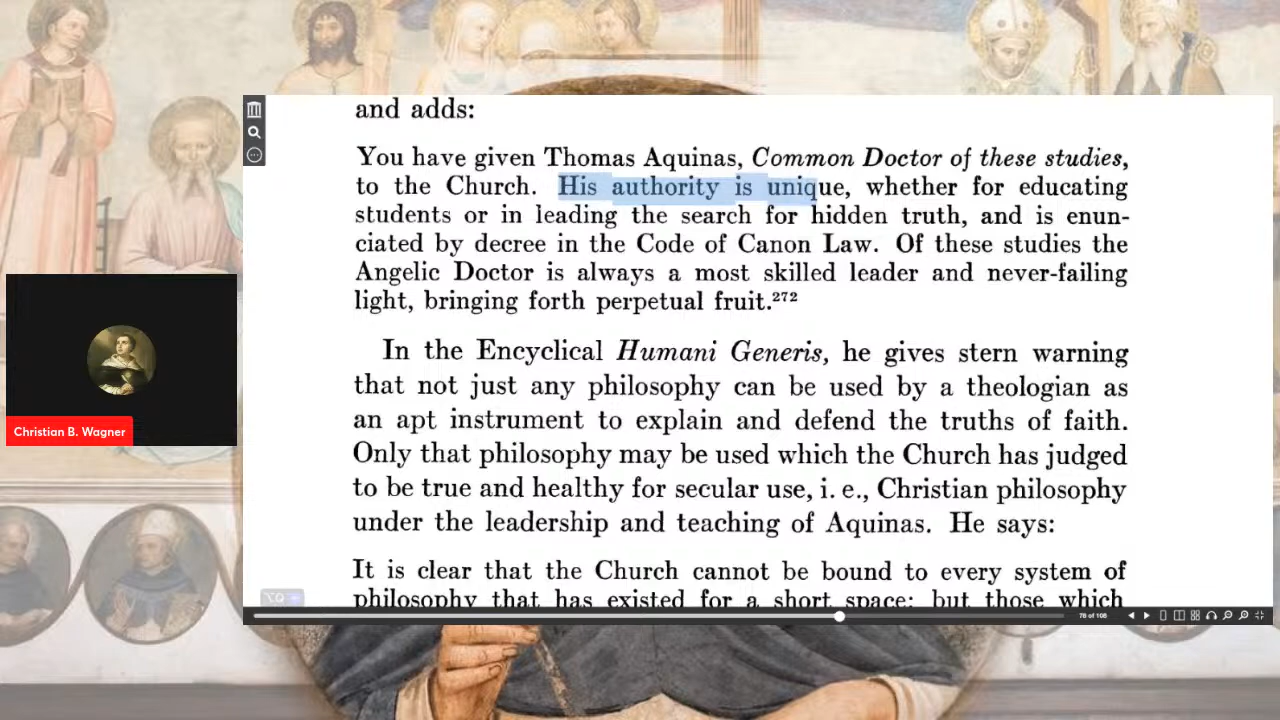 and adds:
You have given Thomas Aquinas, Common Doctor of these studies,
to the Church. His authority is unique, whether for educating
students or in leading the search for hidden truth, and is enun-
ciated by decree in the Code of Canon Law. Of these studies the
Angelic Doctor is always a most skilled leader and never-failing
light, bringing forth perpetual fruit.²⁷²
In the Encyclical Humani Generis, he gives stern warning
that not just any philosophy can be used by a theologian as
an apt instrument to explain and defend the truths of faith.
Only that philosophy may be used which the Church has judged
to be true and healthy for secular use, i. e., Christian philosophy
under the leadership and teaching of Aquinas. He says:
It is clear that the Church cannot be bound to every system of
philosophy that has existed for a short space; but those which
Christian B. Wagner
78 of 108